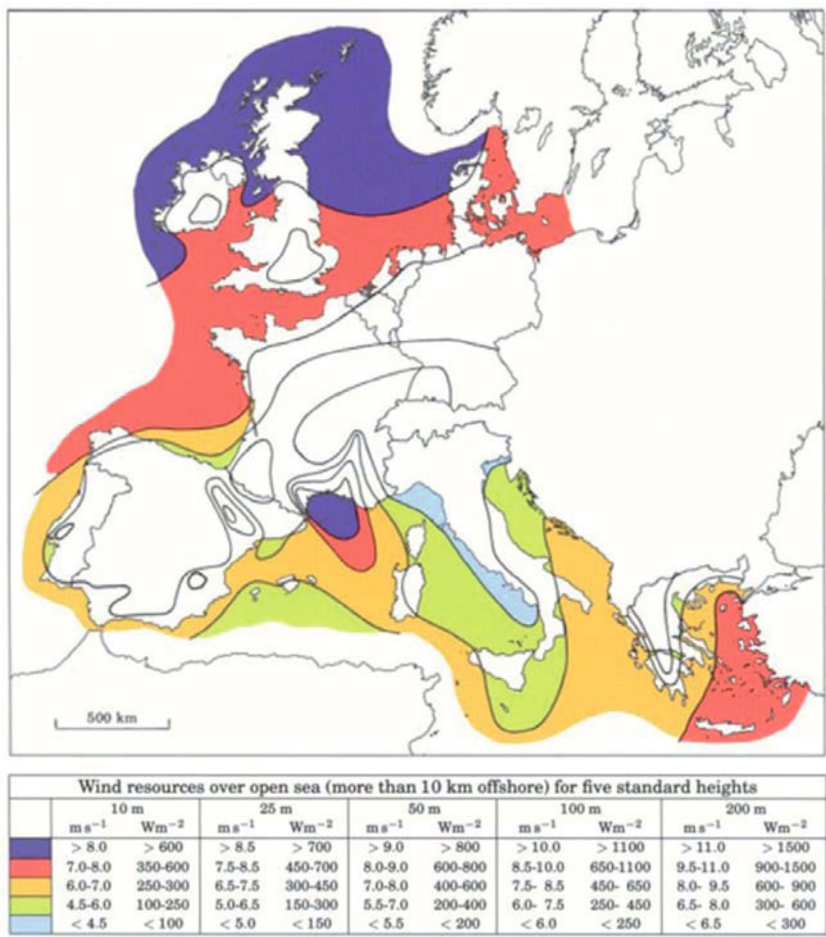 500 km
Wind resources over open sea (more than 10 km offshore) for five standard heights
10 m 25 m 50 m 100 m 200 m
m s⁻¹ Wm⁻² m s⁻¹ Wm⁻² m s⁻¹ Wm⁻² m s⁻¹ Wm⁻² m s⁻¹ Wm⁻²
> 8.0 > 600 > 8.5 > 700 > 9.0 > 800 > 10.0 > 1100 > 11.0 > 1500
7.0-8.0 350-600 7.5-8.5 450-700 8.0-9.0 600-800 8.5-10.0 650-1100 9.5-11.0 900-1500
6.0-7.0 250-300 6.5-7.5 300-450 7.0-8.0 400-600 7.5- 8.5 450- 650 8.0- 9.5 600- 900
4.5-6.0 100-250 5.0-6.5 150-300 5.5-7.0 200-400 6.0- 7.5 250- 450 6.5- 8.0 300- 600
< 4.5 < 100 < 5.0 < 150 < 5.5 < 200 < 6.0 < 250 < 6.5 < 300